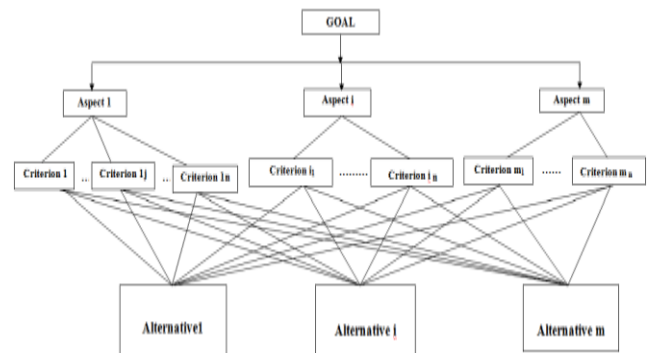 GOAL
Aspect 1
Aspect i
Aspect m
Criterion 1 ... Criterion 1j ... Criterion 1n
Criterion i₁ ......... Criterion iₙ
Criterion m₁ ...... Criterion mₙ
Alternative1
Alternative i
Alternative m